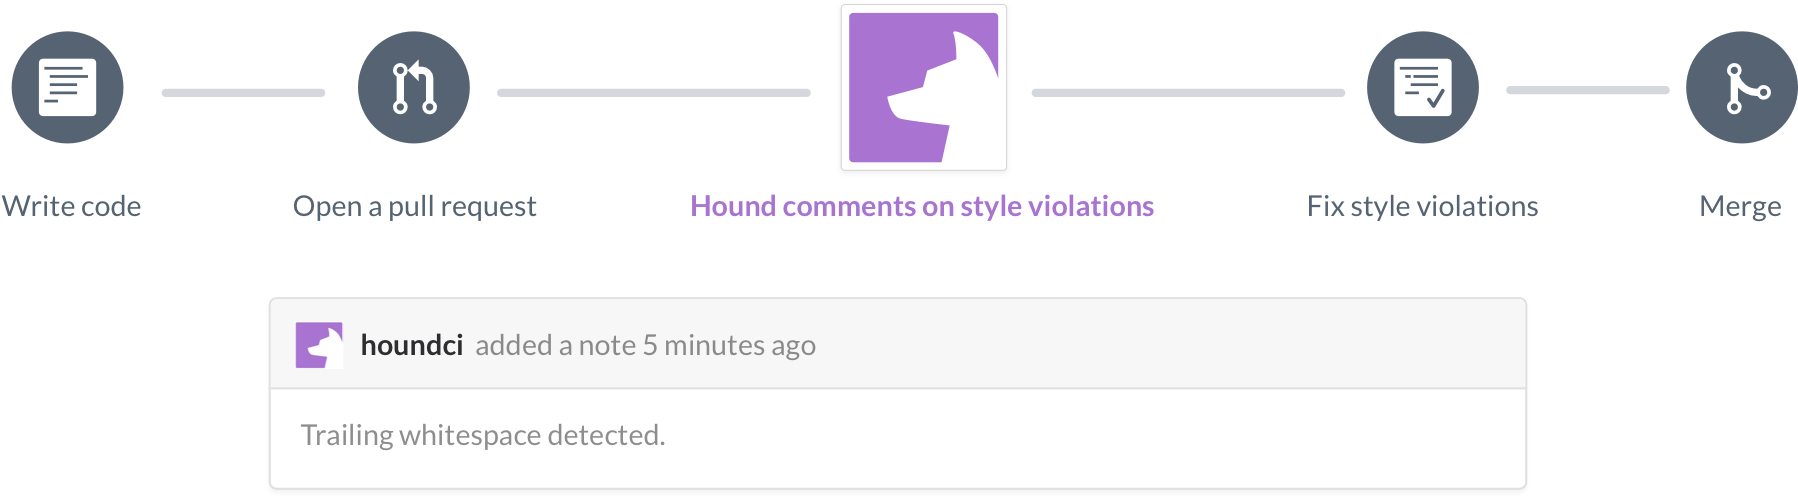 Write code
Open a pull request
Hound comments on style violations
Fix style violations
Merge
houndci added a note 5 minutes ago
Trailing whitespace detected.